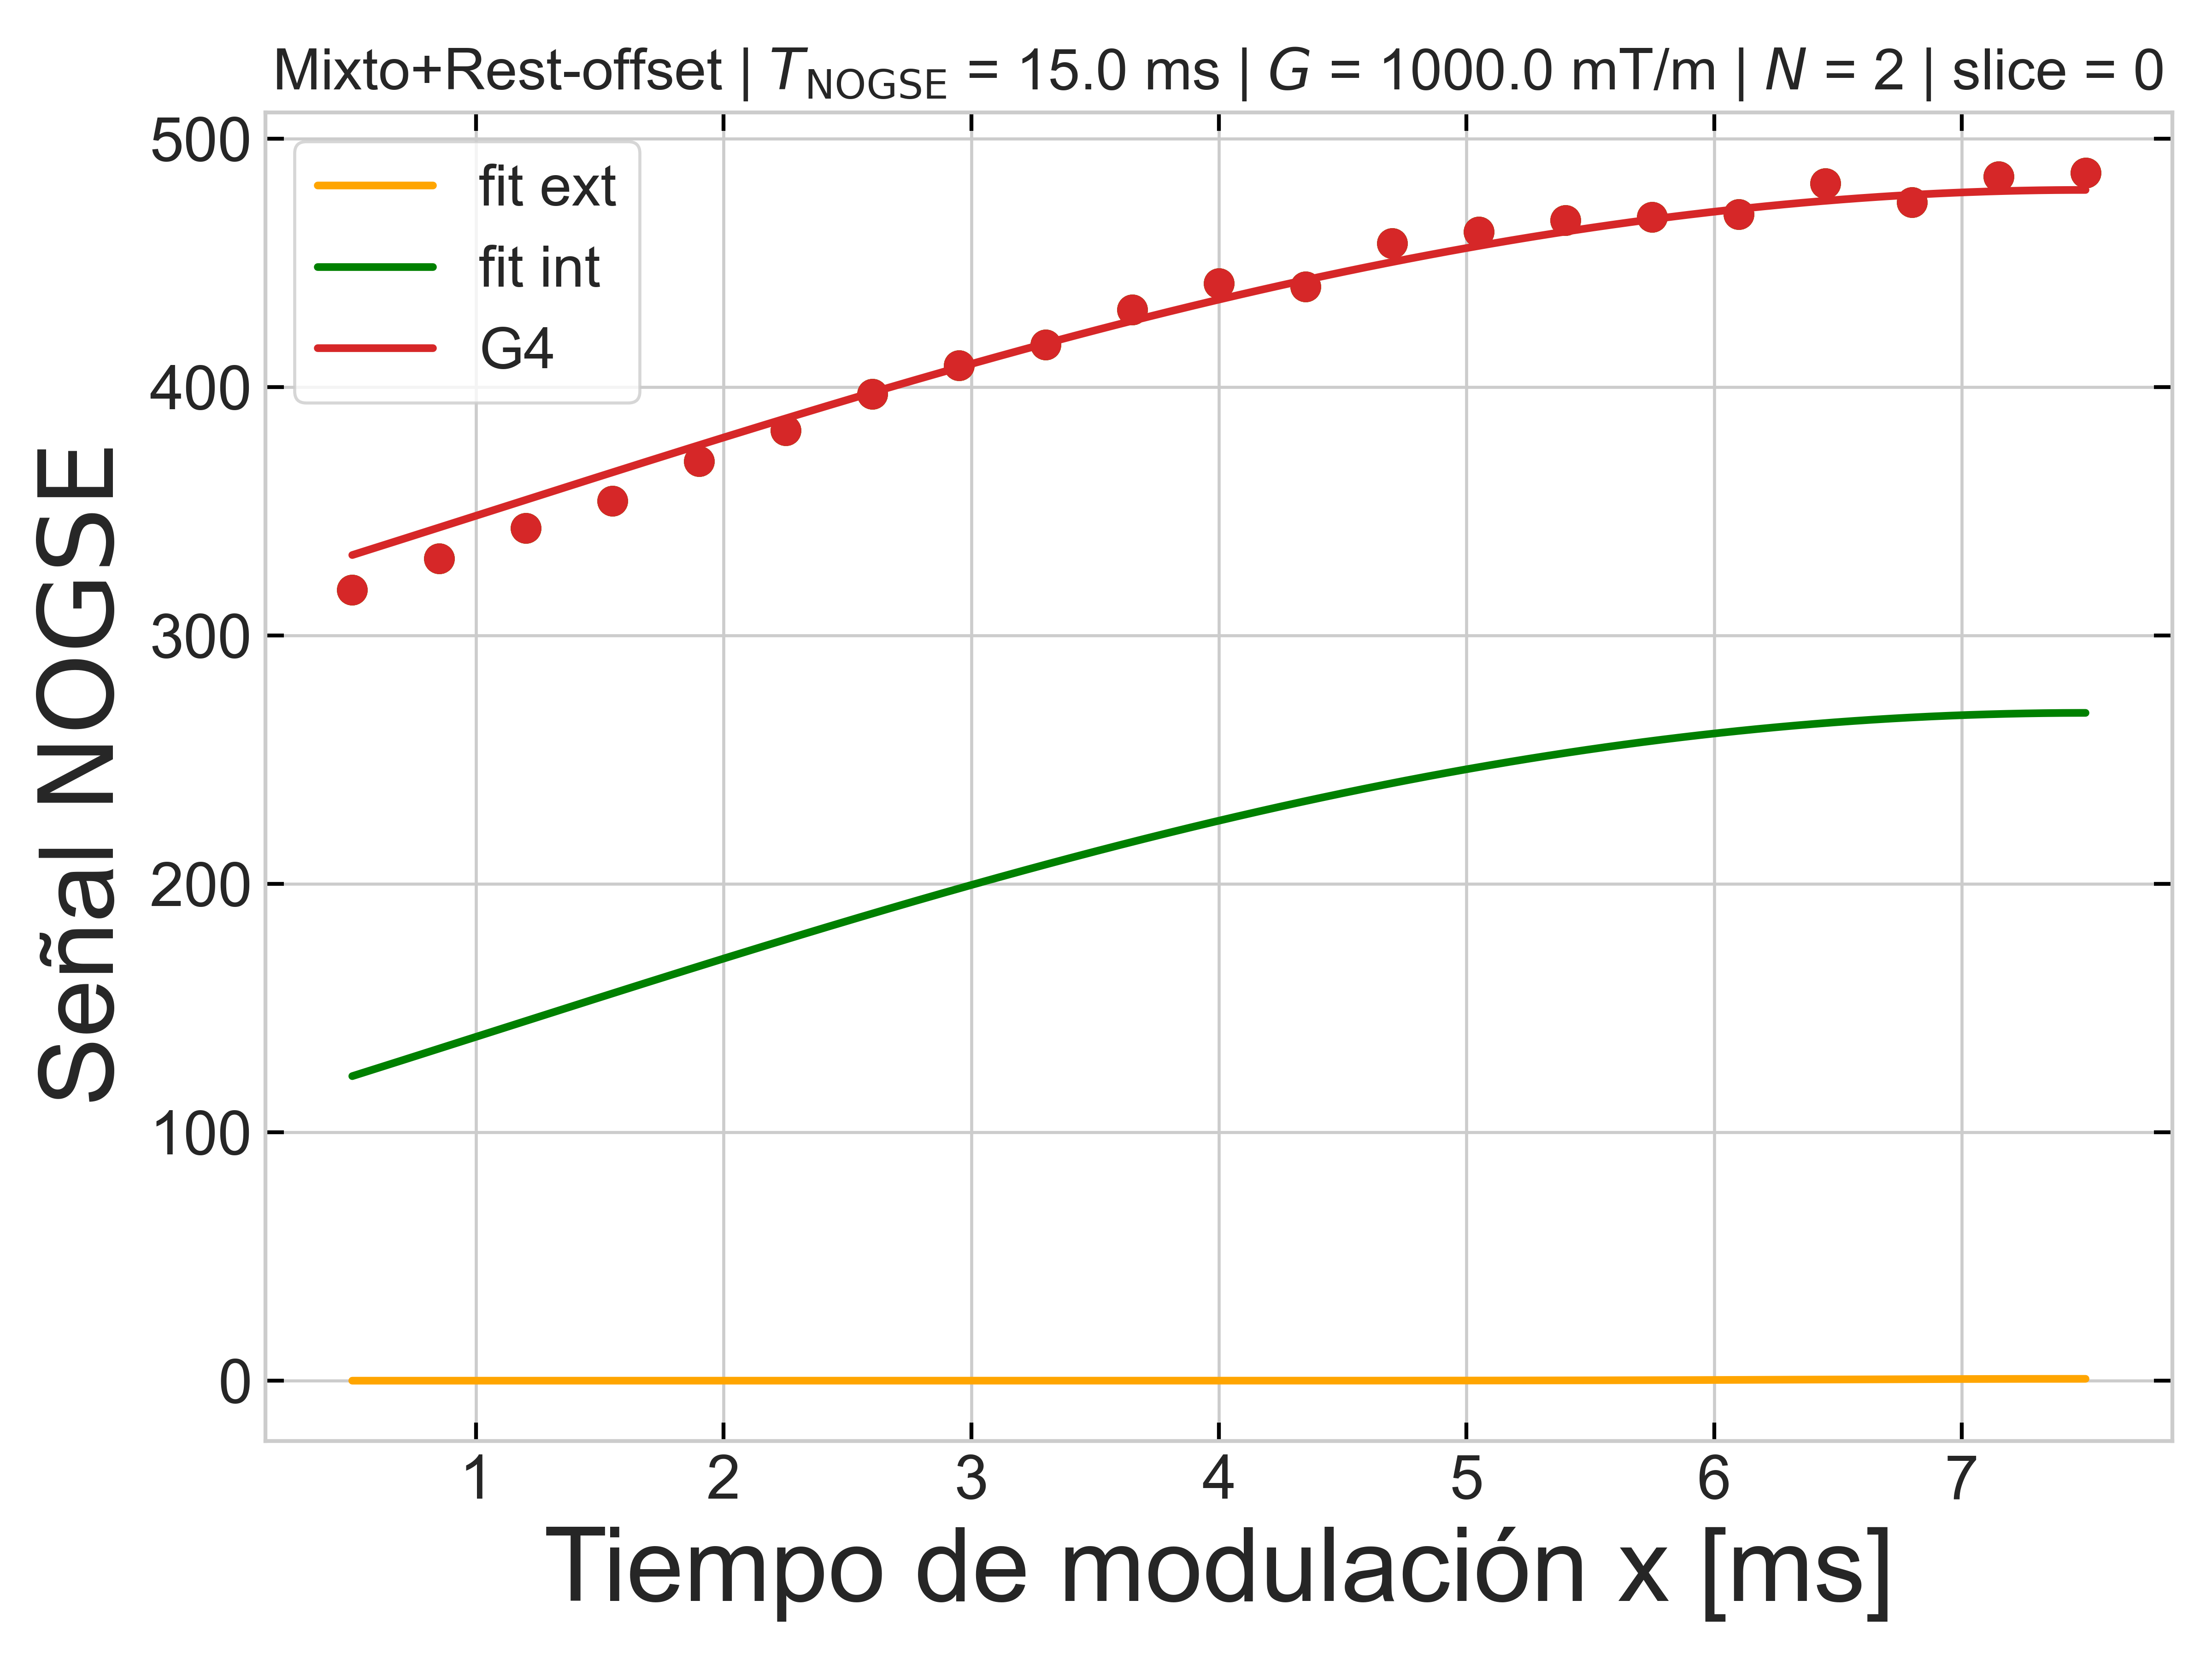 Mixto+Rest-offset | T_NOGSE = 15.0 ms | G = 1000.0 mT/m | N = 2 | slice = 0
500
400
300
200
100
0
fit ext
fit int
G4
Señal NOGSE
1 2 3 4 5 6 7
Tiempo de modulación x [ms]